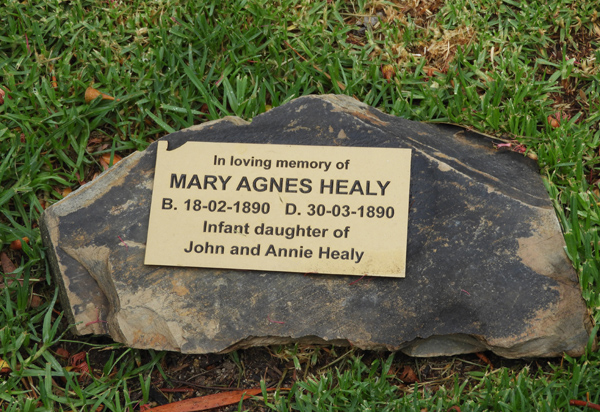 In loving memory of
MARY AGNES HEALY
B. 18-02-1890 D. 30-03-1890
Infant daughter of
John and Annie Healy